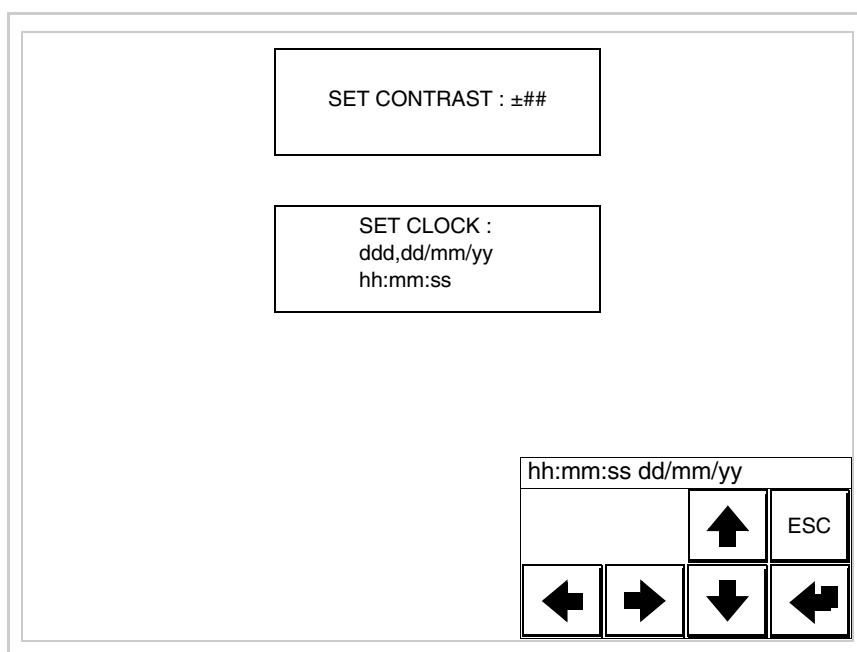 SET CONTRAST : ±##
SET CLOCK :
ddd,dd/mm/yy
hh:mm:ss
hh:mm:ss dd/mm/yy
ESC